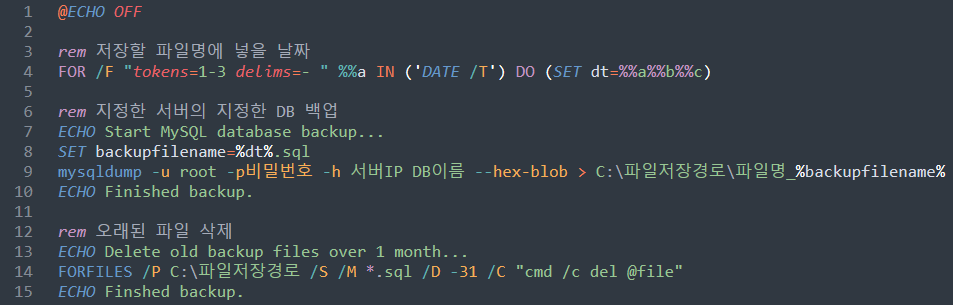 1 @ECHO OFF
2
3 rem 저장할 파일명에 넣을 날짜
4 FOR /F "tokens=1-3 delims=- " %%a IN ('DATE /T') DO (SET dt=%%a%%b%%c)
5
6 rem 지정한 서버의 지정한 DB 백업
7 ECHO Start MySQL database backup...
8 SET backupfilename=%dt%.sql
9 mysqldump -u root -p비밀번호 -h 서버IP DB이름 --hex-blob > C:\파일저장경로\파일명_%backupfilename%
10 ECHO Finished backup.
11
12 rem 오래된 파일 삭제
13 ECHO Delete old backup files over 1 month...
14 FORFILES /P C:\파일저장경로 /S /M *.sql /D -31 /C "cmd /c del @file"
15 ECHO Finshed backup.